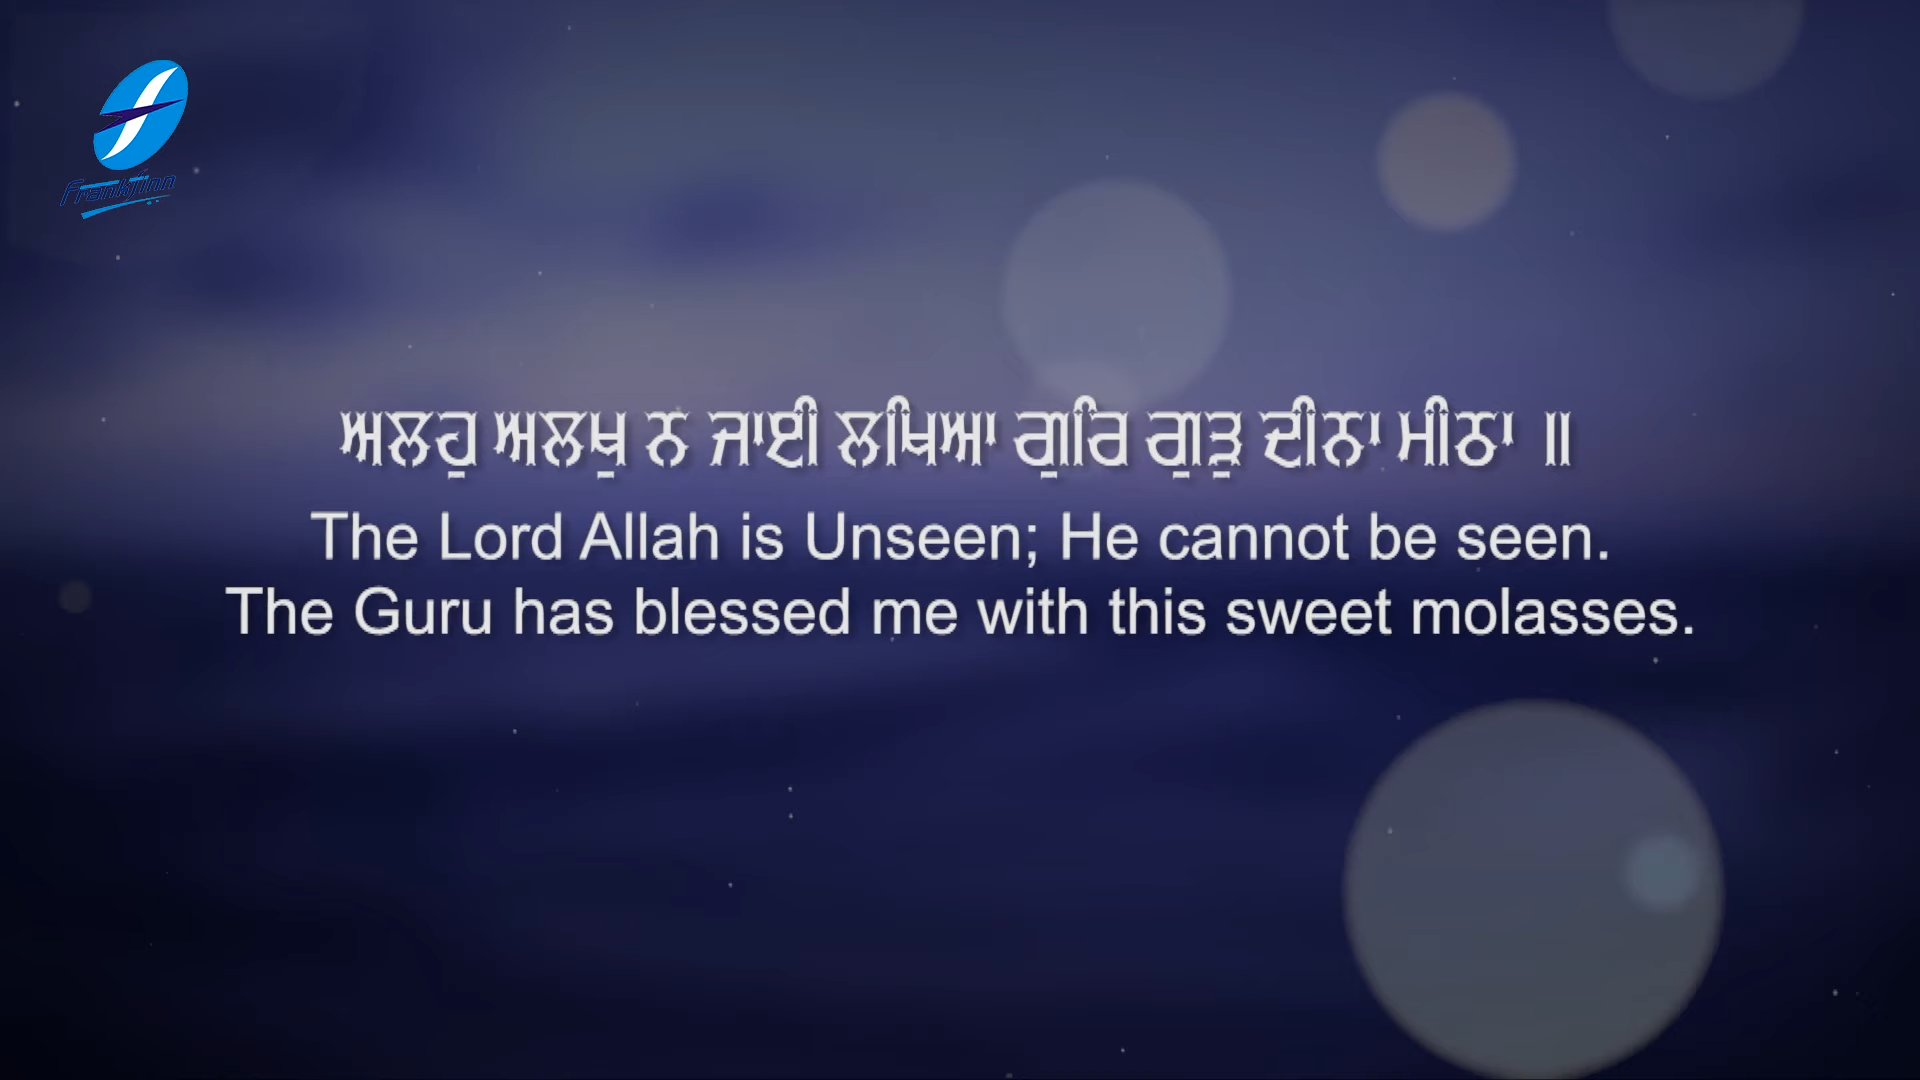 Frankfinn
ਅਲਹੁ ਅਲਖੁ ਨ ਜਾਈ ਲਖਿਆ ਗੁਰਿ ਗੁੜੁ ਦੀਨਾ ਮੀਠਾ ॥
The Lord Allah is Unseen; He cannot be seen.
The Guru has blessed me with this sweet molasses.